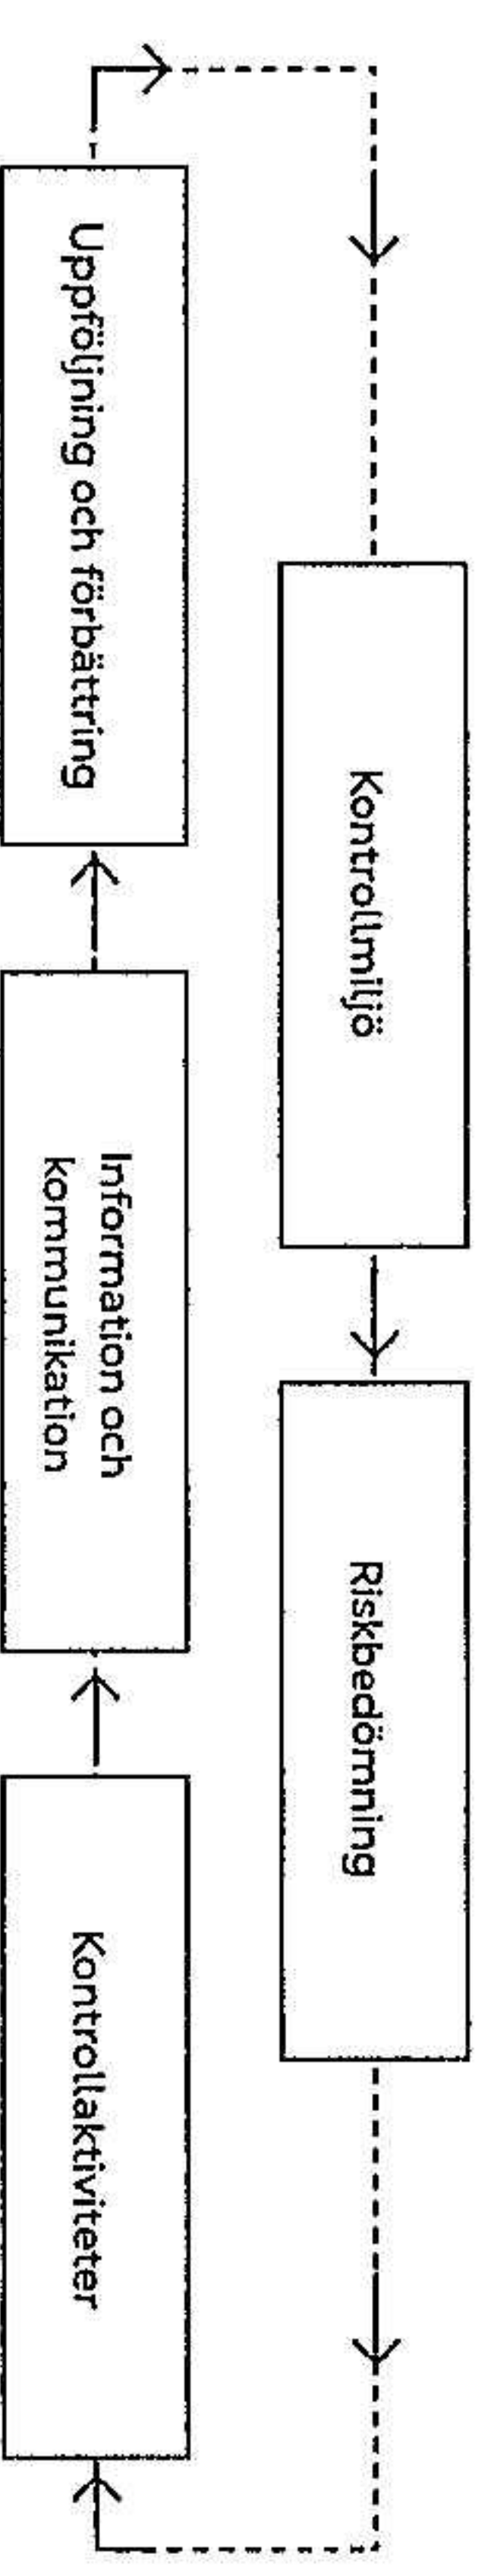 Kontrollmiljö
Riskbedömning
Uppföljning och förbättring
Information och
kommunikation
Kontrollaktiviteter